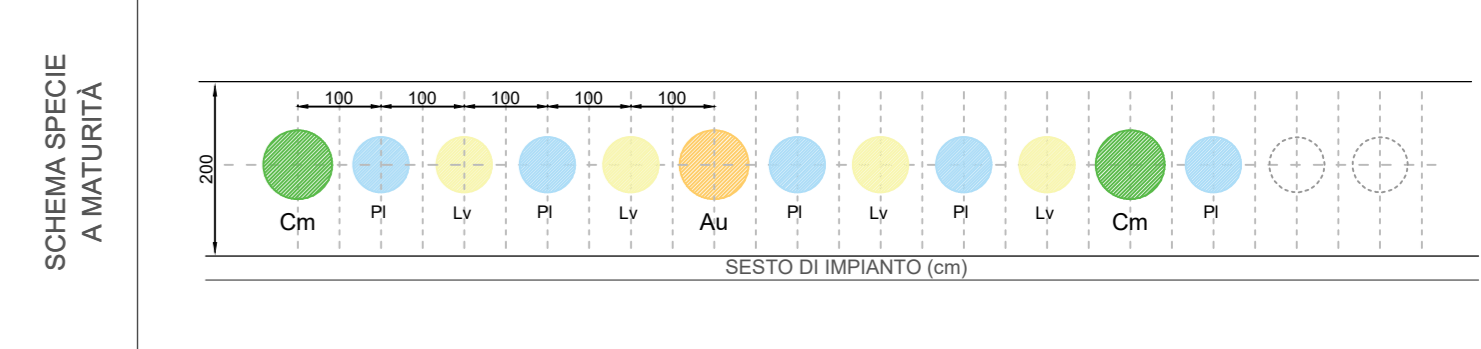 SCHEMA SPECIE
A MATURITÀ
100 100 100 100 100
200
Cm Pl Lv Pl Lv Au Pl Lv Pl Lv Cm Pl
SESTO DI IMPIANTO (cm)